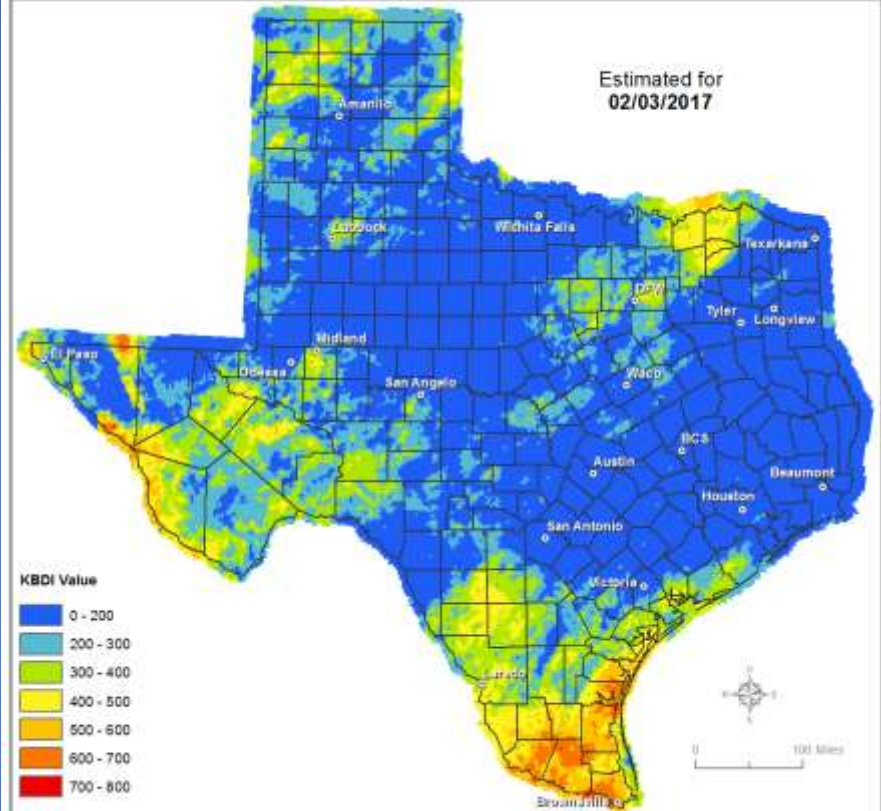 Estimated for
02/03/2017
Amarillo
Lubbock
Wichita Falls
Texarkana
DFW
Tyler
Longview
El Paso
Midland
Odessa
San Angelo
Waco
BCS
Austin
Beaumont
Houston
San Antonio
Victoria
Laredo
Brownsville
KBDI Value
0 - 200
200 - 300
300 - 400
400 - 500
500 - 600
600 - 700
700 - 800
0 100 Miles